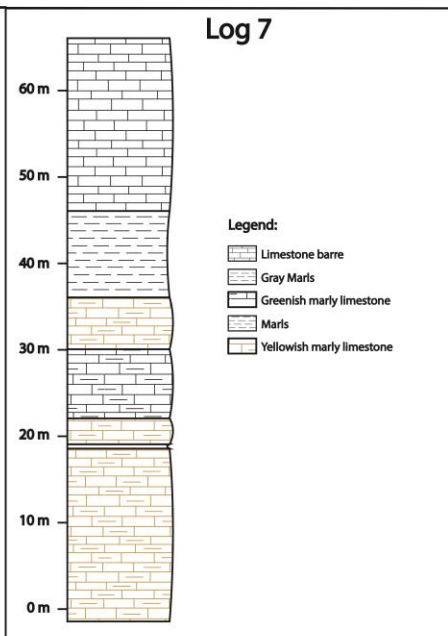 Log 7
60 m
50 m
40 m
30 m
20 m
10 m
0 m
Legend:
Limestone barre
Gray Marls
Greenish marly limestone
Marls
Yellowish marly limestone